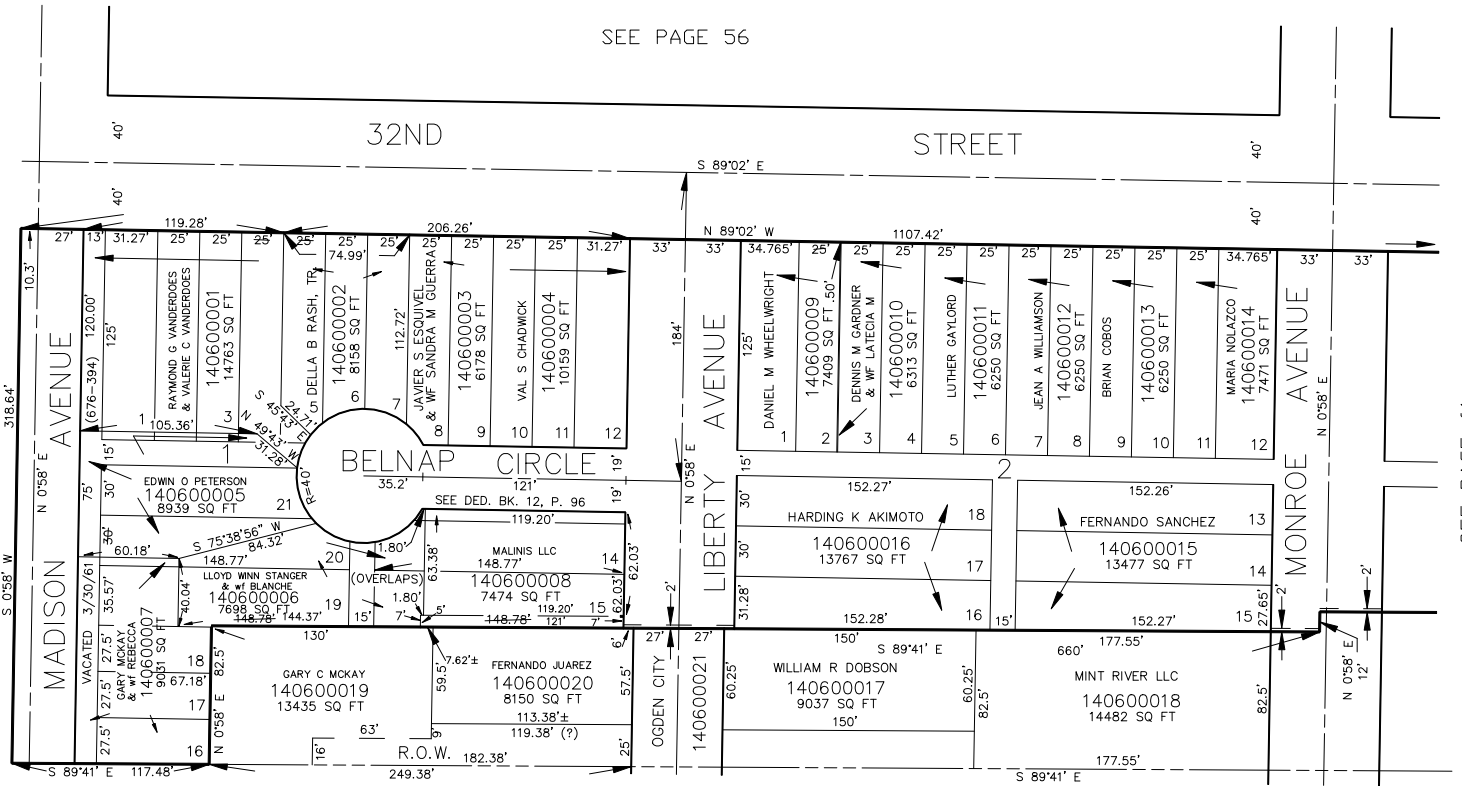 SEE PAGE 56
32ND STREET
40' 40'
S 89°02' E
40' 40'
119.28' 206.26' N 89°02' W 1107.42'
27' 13' 31.27' 25' 25' 25' 25' 25' 25' 25' 25' 25' 25' 31.27' 33' 33' 34.765' 25' 25' 25' 25' 25' 25' 25' 25' 25' 25' 34.765' 33' 33'
74.99'
10.3'
318.64'
S 0°58' W
N 0°58' E
MADISON AVENUE
(676-394) 120.00'
125'
RAYMOND G VANDERDOES
& VALERIE C VANDERDOES
140600001
14763 SQ FT
1 3
105.36'
1
S 45°43' E
24.71'
N 49°43' W
31.28'
DELLA B RASH, TR
140600002
8158 SQ FT
5 6 7
112.72'
JAVIER S ESQUIVEL
& WF SANDRA M GUERRA
140600003
6178 SQ FT
8 9
VAL S CHADWICK
140600004
10159 SQ FT
10 11 12
BELNAP CIRCLE
R=40'
35.2' 121'
19'
19'
SEE DED. BK. 12, P. 96
119.20'
184'
N 0°58' E
LIBERTY AVENUE
125'
DANIEL M WHEELWRIGHT
140600009
7409 SQ FT
.50'
1 2
DENNIS M GARDNER
& WF LATECIA M
140600010
6313 SQ FT
3 4
LUTHER GAYLORD
140600011
6250 SQ FT
5 6
JEAN A WILLIAMSON
140600012
6250 SQ FT
7 8
BRIAN COBOS
140600013
6250 SQ FT
9 10
MARIA NOLAZCO
140600014
7471 SQ FT
11 12
MONROE AVENUE
N 0°58' E
2
15'
75'
30'
30'
EDWIN O PETERSON
140600005
8939 SQ FT
21
S 75°38'56" W
84.32'
60.18'
148.77'
20
LLOYD WINN STANGER
& wf BLANCHE
140600006
7698 SQ FT
19
40.04'
148.78' 144.37'
15'
7'
(OVERLAPS)
1.80'
1.80'
63.38'
5'
MALINIS LLC
148.77'
14
140600008
7474 SQ FT
119.20' 15
148.78' 121' 7'
62.03'
62.03'
2'
15'
30'
30'
31.28'
152.27'
HARDING K AKIMOTO
18
140600016
13767 SQ FT
17
152.28' 16
15'
152.26'
FERNANDO SANCHEZ
13
140600015
13477 SQ FT
14
152.27' 15
27.65'
2'
2'
N 0°58' E
12'
VACATED 3/30/61
35.57'
27.5'
27.5'
27.5'
GARY MCKAY
& wf REBECCA
140600007
9031 SQ FT
18
67.18'
17
16
S 89°41' E 117.48'
N 0°58' E
82.5'
130'
GARY C MCKAY
140600019
13435 SQ FT
63'
16'
9'
R.O.W.
182.38'
249.38'
7.62'±
59.5'
FERNANDO JUAREZ
140600020
8150 SQ FT
113.38'±
119.38' (?)
6'
57.5'
25'
27' 27'
OGDEN CITY
140600021
60.25'
150'
S 89°41' E
WILLIAM R DOBSON
140600017
9037 SQ FT
150'
60.25'
82.5'
177.55'
660'
MINT RIVER LLC
140600018
14482 SQ FT
82.5'
177.55'
S 89°41' E